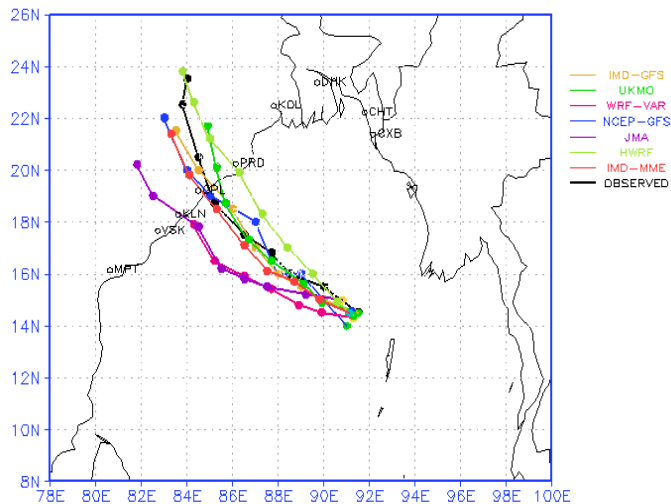 26N
24N
22N
20N
18N
16N
14N
12N
10N
8N
78E 80E 82E 84E 86E 88E 90E 92E 94E 96E 98E 100E
DHK
KOL
CHT
CXB
PRD
GPL
KLN
VSK
MPT
IMD-GFS
UKMO
WRF-VAR
NCEP-GFS
JMA
HWRF
IMD-MME
OBSERVED